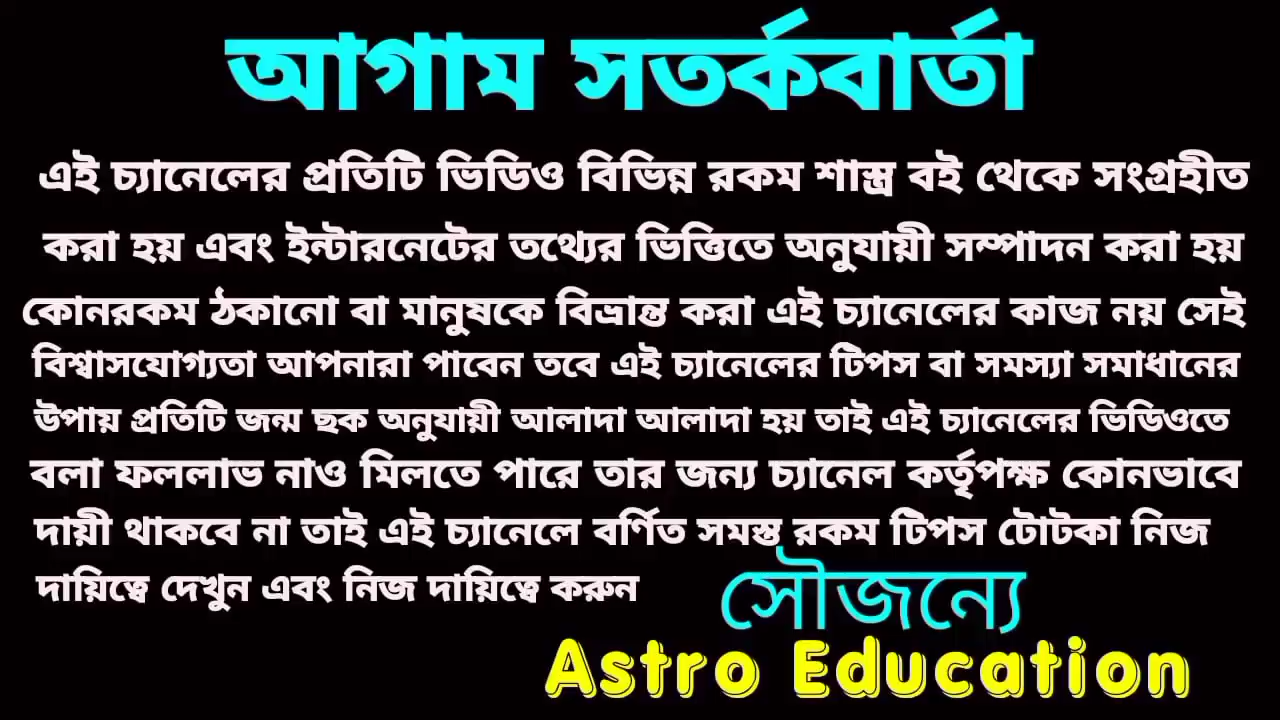 আগাম সতর্কবার্তা
এই চ্যানেলের প্রতিটি ভিডিও বিভিন্ন রকম শাস্ত্র বই থেকে সংগ্রহীত
করা হয় এবং ইন্টারনেটের তথ্যের ভিত্তিতে অনুযায়ী সম্পাদন করা হয়
কোনরকম ঠকানো বা মানুষকে বিভ্রান্ত করা এই চ্যানেলের কাজ নয় সেই
বিশ্বাসযোগ্যতা আপনারা পাবেন তবে এই চ্যানেলের টিপস বা সমস্যা সমাধানের
উপায় প্রতিটি জন্ম ছক অনুযায়ী আলাদা আলাদা হয় তাই এই চ্যানেলের ভিডিওতে
বলা ফললাভ নাও মিলতে পারে তার জন্য চ্যানেল কর্তৃপক্ষ কোনভাবে
দায়ী থাকবে না তাই এই চ্যানেলে বর্ণিত সমস্ত রকম টিপস টোটকা নিজ
দায়িত্বে দেখুন এবং নিজ দায়িত্বে করুন
সৌজন্যে
Astro Education